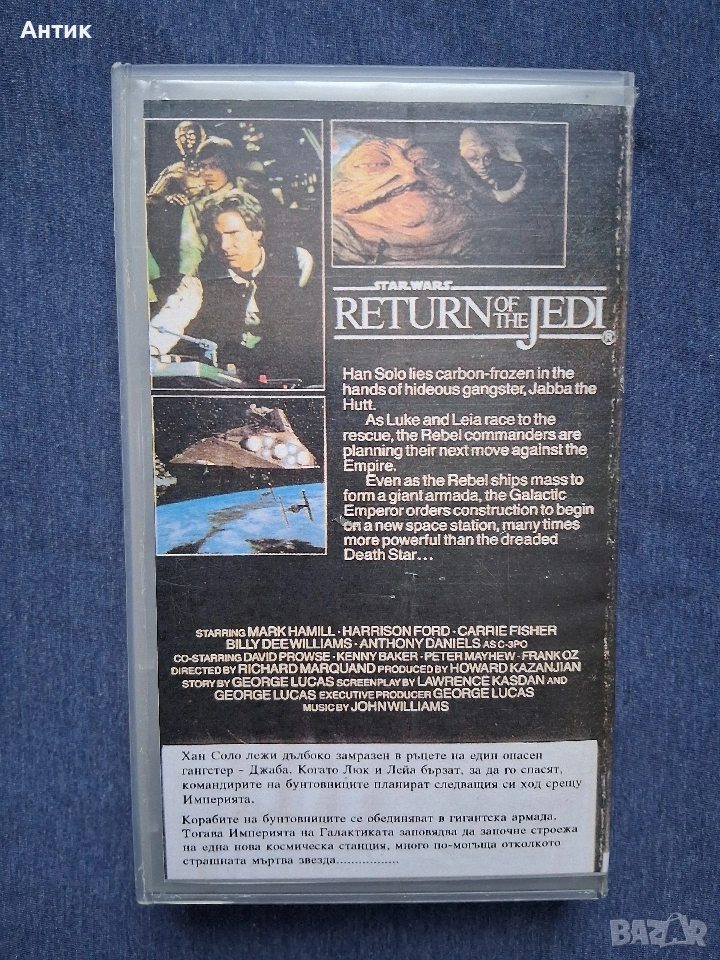 Антик
STAR WARS
RETURN OF THE JEDI®
Han Solo lies carbon-frozen in the
hands of hideous gangster, Jabba the
Hutt.
As Luke and Leia race to the
rescue, the Rebel commanders are
planning their next move against the
Empire.
Even as the Rebel ships mass to
form a giant armada, the Galactic
Emperor orders construction to begin
on a new space station, many times
more powerful than the dreaded
Death Star...
STARRING MARK HAMILL · HARRISON FORD · CARRIE FISHER
BILLY DEE WILLIAMS · ANTHONY DANIELS AS C-3PO
CO-STARRING DAVID PROWSE · KENNY BAKER · PETER MAYHEW · FRANK OZ
DIRECTED BY RICHARD MARQUAND PRODUCED BY HOWARD KAZANJIAN
STORY BY GEORGE LUCAS SCREENPLAY BY LAWRENCE KASDAN AND
GEORGE LUCAS EXECUTIVE PRODUCER GEORGE LUCAS
MUSIC BY JOHN WILLIAMS
Хан Соло лежи дълбоко замразен в ръцете на един опасен
гангстер - Джаба. Когато Люк и Лейа бързат, за да го спасят,
командирите на бунтовниците планират следващия си ход срещу
Империята.
Корабите на бунтовниците се обединяват в гигантска армада.
Тогава Империята на Галактиката заповядва да започне строежа
на една нова космическа станция, много по-могъща отколкото
страшната мъртва звезда.................
BAZAR